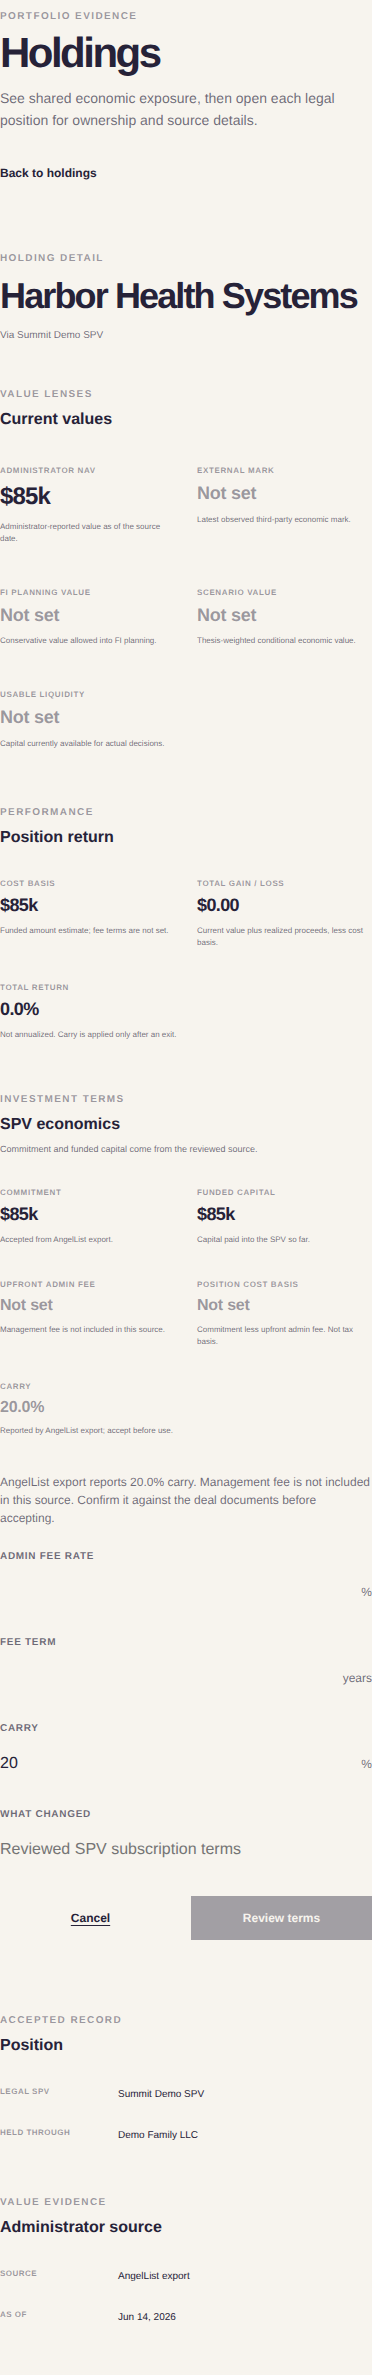 PORTFOLIO EVIDENCE
Holdings
See shared economic exposure, then open each legal
position for ownership and source details.
Back to holdings
HOLDING DETAIL
Harbor Health Systems
Via Summit Demo SPV
VALUE LENSES
Current values
ADMINISTRATOR NAV
$85k
Administrator-reported value as of the source
date.
EXTERNAL MARK
Not set
Latest observed third-party economic mark.
FI PLANNING VALUE
Not set
Conservative value allowed into FI planning.
SCENARIO VALUE
Not set
Thesis-weighted conditional economic value.
USABLE LIQUIDITY
Not set
Capital currently available for actual decisions.
PERFORMANCE
Position return
COST BASIS
$85k
Funded amount estimate; fee terms are not set.
TOTAL GAIN / LOSS
$0.00
Current value plus realized proceeds, less cost
basis.
TOTAL RETURN
0.0%
Not annualized. Carry is applied only after an exit.
INVESTMENT TERMS
SPV economics
Commitment and funded capital come from the reviewed source.
COMMITMENT
$85k
Accepted from AngelList export.
FUNDED CAPITAL
$85k
Capital paid into the SPV so far.
UPFRONT ADMIN FEE
Not set
Management fee is not included in this source.
POSITION COST BASIS
Not set
Commitment less upfront admin fee. Not tax
basis.
CARRY
20.0%
Reported by AngelList export; accept before use.
AngelList export reports 20.0% carry. Management fee is not included
in this source. Confirm it against the deal documents before
accepting.
ADMIN FEE RATE
%
FEE TERM
years
CARRY
20 %
WHAT CHANGED
Reviewed SPV subscription terms
Cancel Review terms
ACCEPTED RECORD
Position
LEGAL SPV Summit Demo SPV
HELD THROUGH Demo Family LLC
VALUE EVIDENCE
Administrator source
SOURCE AngelList export
AS OF Jun 14, 2026